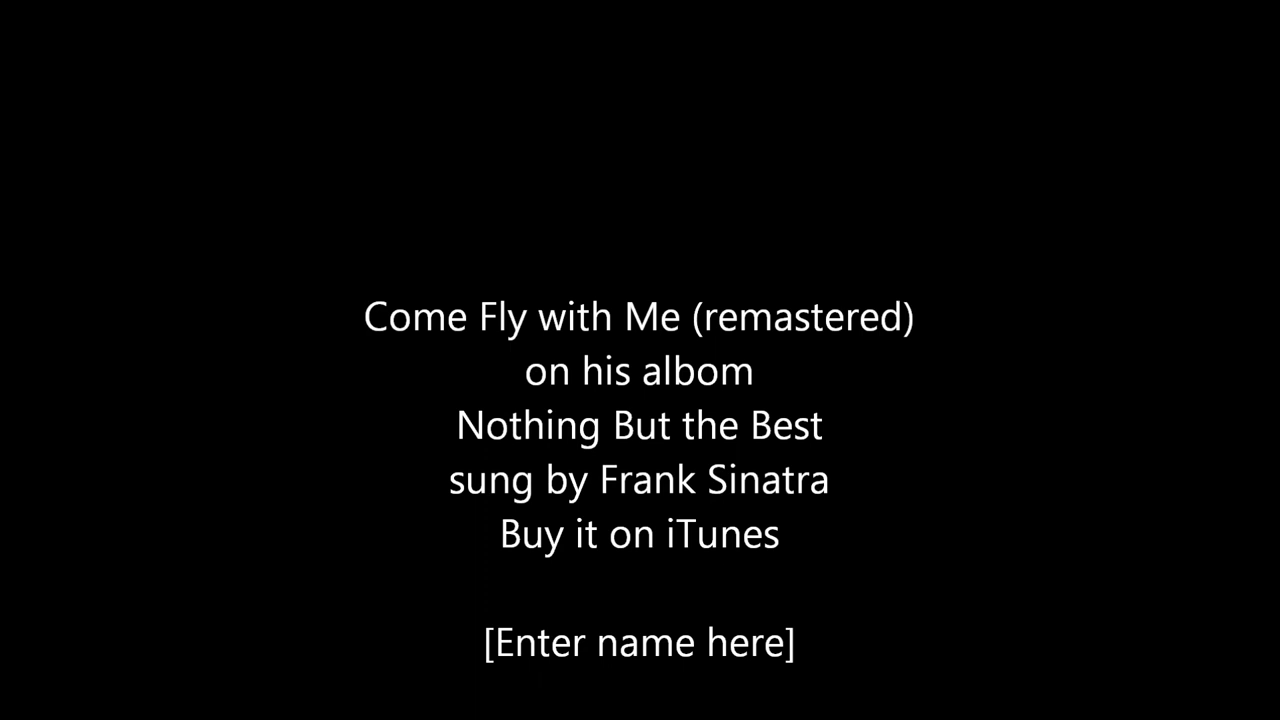 Come Fly with Me (remastered)
on his albom
Nothing But the Best
sung by Frank Sinatra
Buy it on iTunes
[Enter name here]